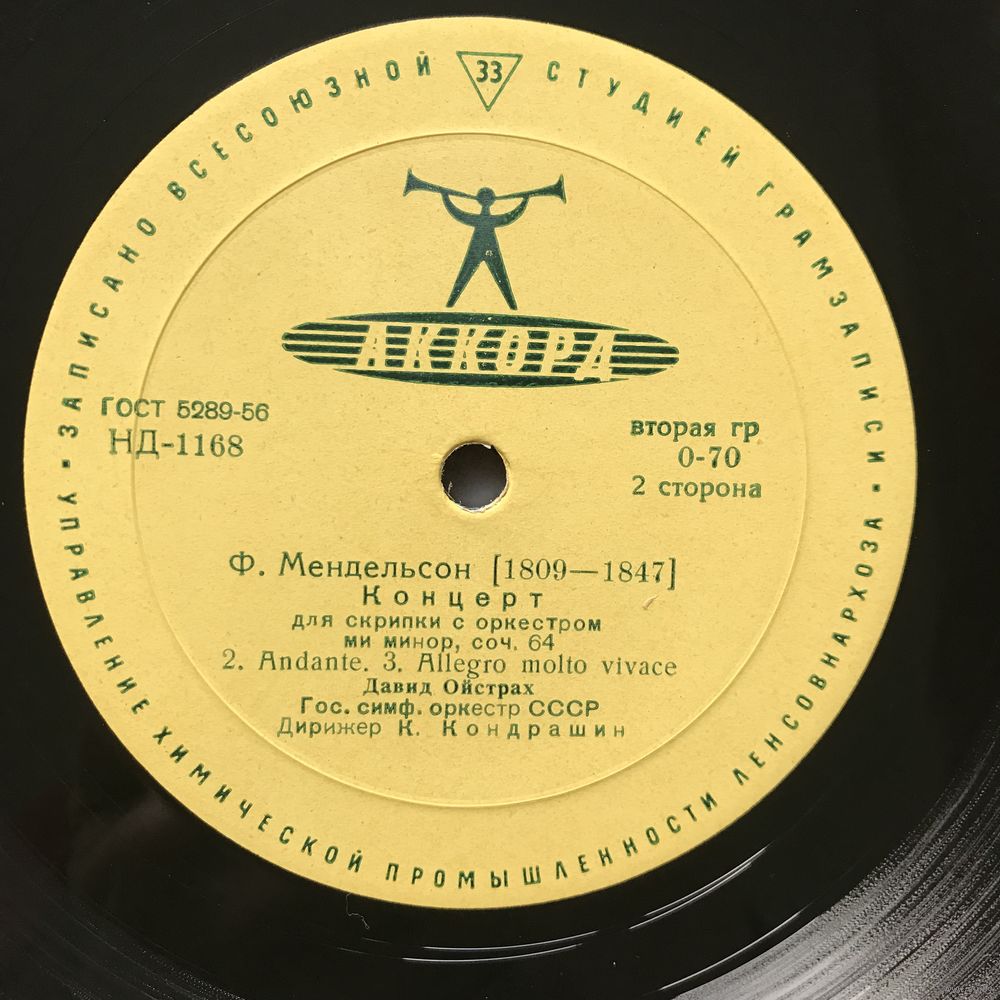 ЗАПИСАНО ВСЕСОЮЗНОЙ 33 СТУДИЕЙ ГРАМЗАПИСИ
АККОРД
ГОСТ 5289-56
НД-1168
вторая гр
0-70
2 сторона
Ф. Мендельсон [1809—1847]
Концерт
для скрипки с оркестром
ми минор, соч. 64
2. Andante. 3. Allegro molto vivace
Давид Ойстрах
Гос. симф. оркестр СССР
Дирижер К. Кондрашин
УПРАВЛЕНИЕ ХИМИЧЕСКОЙ ПРОМЫШЛЕННОСТИ ЛЕНСОВНАРХОЗА